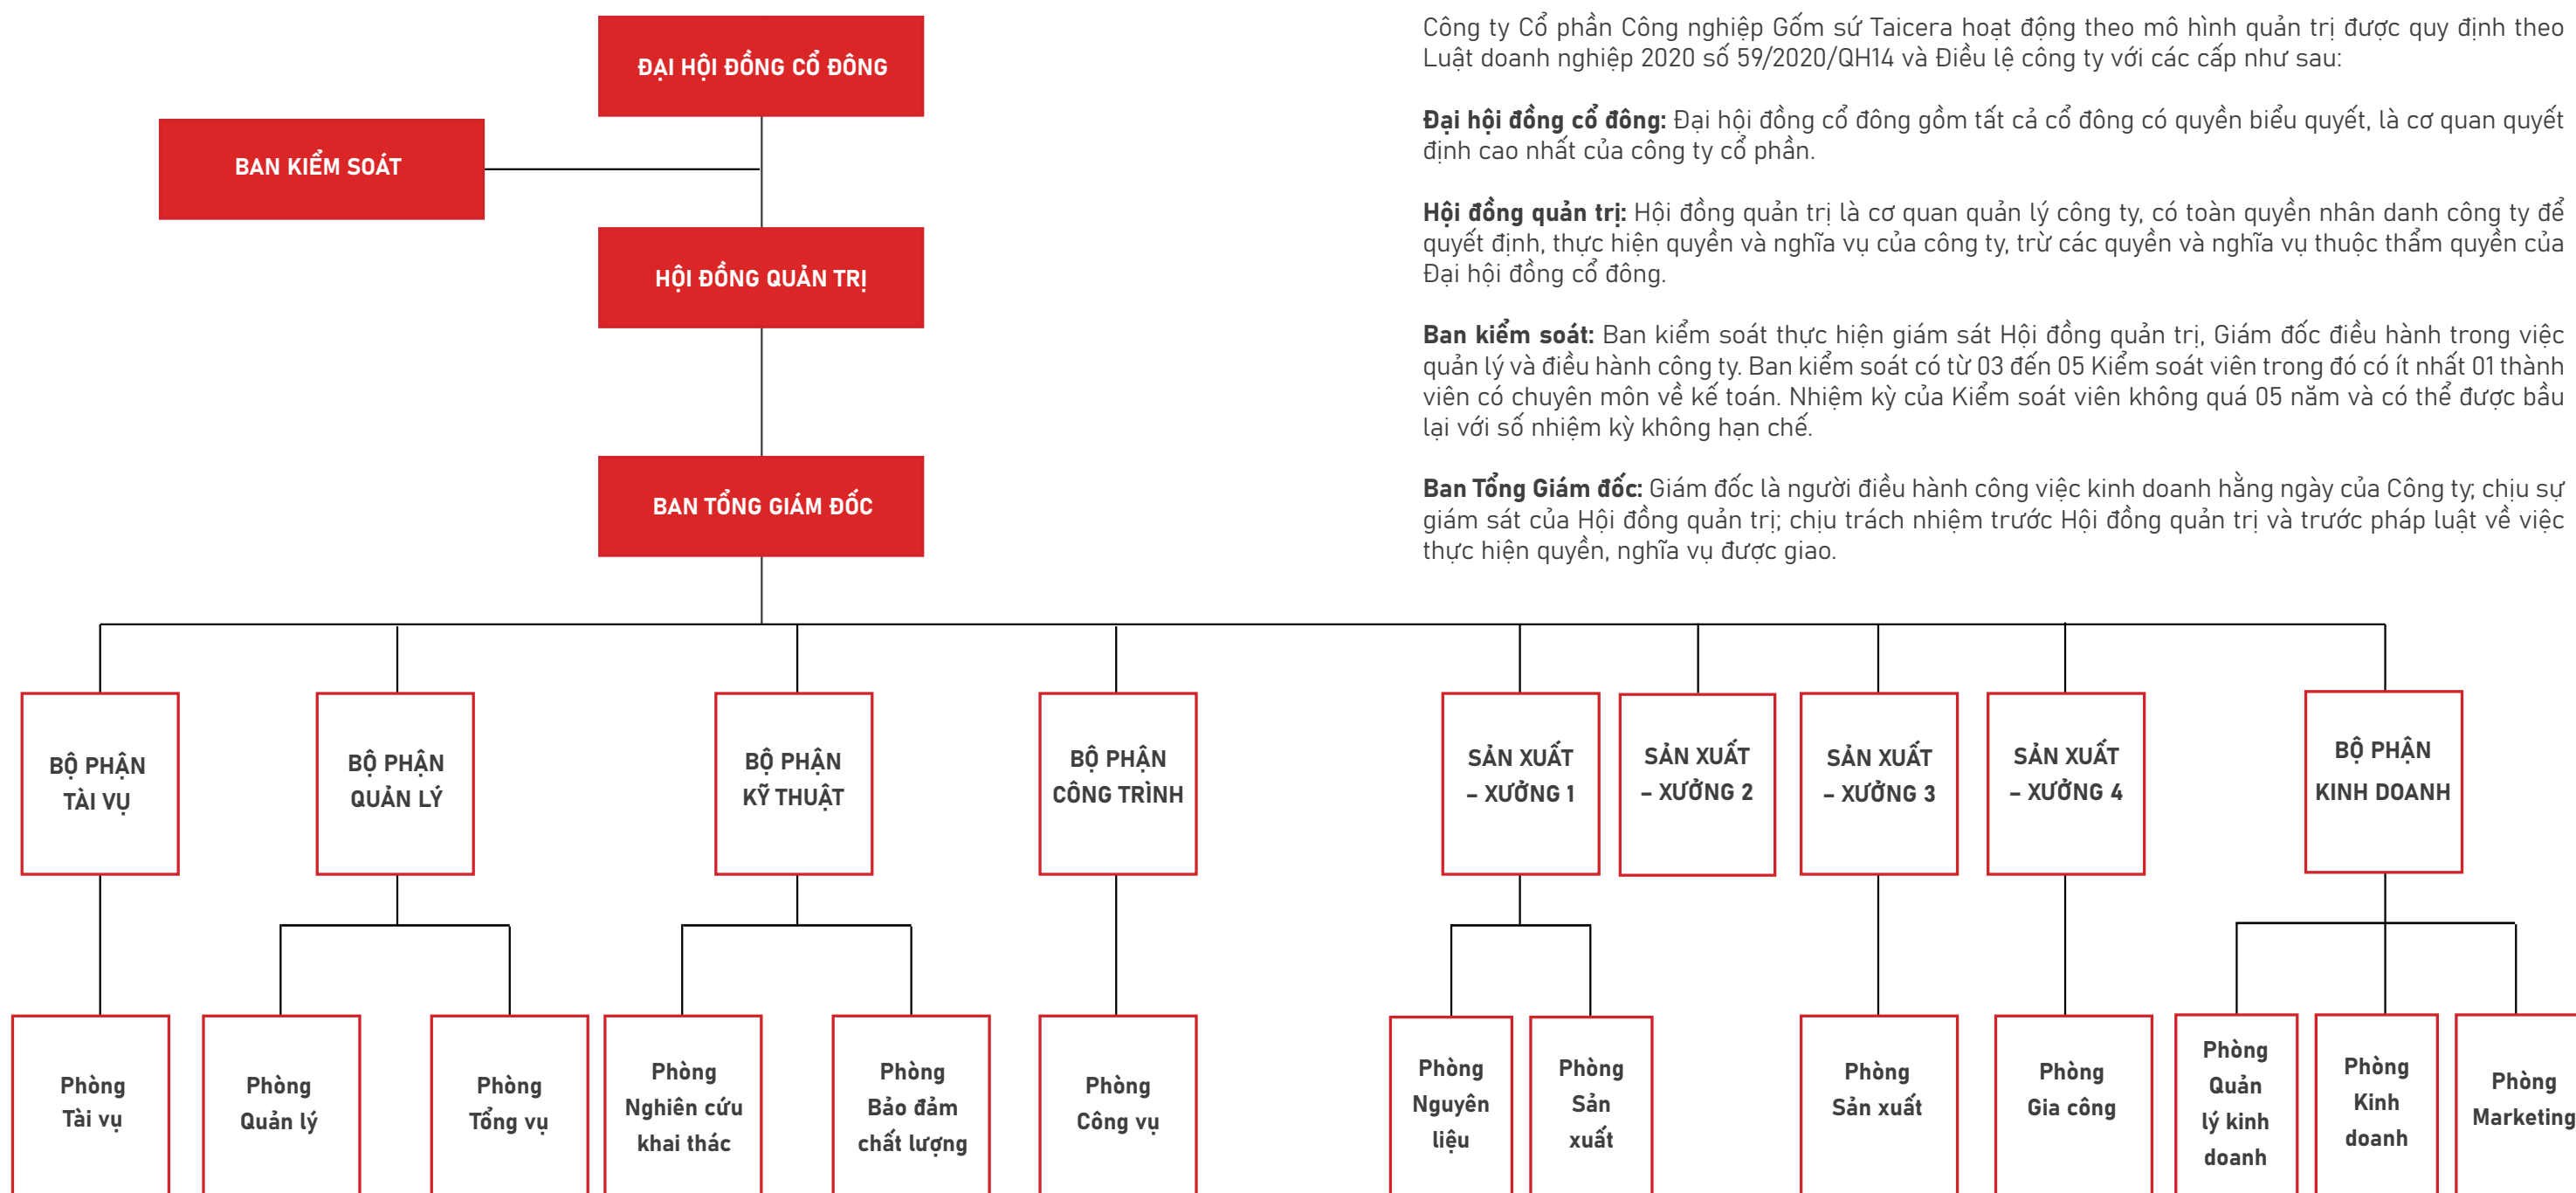 ĐẠI HỘI ĐỒNG CỔ ĐÔNG
BAN KIỂM SOÁT
HỘI ĐỒNG QUẢN TRỊ
BAN TỔNG GIÁM ĐỐC
Công ty Cổ phần Công nghiệp Gốm sứ Taicera hoạt động theo mô hình quản trị được quy định theo
Luật doanh nghiệp 2020 số 59/2020/QH14 và Điều lệ công ty với các cấp như sau:
Đại hội đồng cổ đông: Đại hội đồng cổ đông gồm tất cả cổ đông có quyền biểu quyết, là cơ quan quyết
định cao nhất của công ty cổ phần.
Hội đồng quản trị: Hội đồng quản trị là cơ quan quản lý công ty, có toàn quyền nhân danh công ty để
quyết định, thực hiện quyền và nghĩa vụ của công ty, trừ các quyền và nghĩa vụ thuộc thẩm quyền của
Đại hội đồng cổ đông.
Ban kiểm soát: Ban kiểm soát thực hiện giám sát Hội đồng quản trị, Giám đốc điều hành trong việc
quản lý và điều hành công ty. Ban kiểm soát có từ 03 đến 05 Kiểm soát viên trong đó có ít nhất 01 thành
viên có chuyên môn về kế toán. Nhiệm kỳ của Kiểm soát viên không quá 05 năm và có thể được bầu
lại với số nhiệm kỳ không hạn chế.
Ban Tổng Giám đốc: Giám đốc là người điều hành công việc kinh doanh hằng ngày của Công ty; chịu sự
giám sát của Hội đồng quản trị; chịu trách nhiệm trước Hội đồng quản trị và trước pháp luật về việc
thực hiện quyền, nghĩa vụ được giao.
BỘ PHẬN
TÀI VỤ
BỘ PHẬN
QUẢN LÝ
BỘ PHẬN
KỸ THUẬT
BỘ PHẬN
CÔNG TRÌNH
SẢN XUẤT
– XƯỞNG 1
SẢN XUẤT
– XƯỞNG 2
SẢN XUẤT
– XƯỞNG 3
SẢN XUẤT
– XƯỞNG 4
BỘ PHẬN
KINH DOANH
Phòng
Tài vụ
Phòng
Quản lý
Phòng
Tổng vụ
Phòng
Nghiên cứu
khai thác
Phòng
Bảo đảm
chất lượng
Phòng
Công vụ
Phòng
Nguyên
liệu
Phòng
Sản
xuất
Phòng
Sản xuất
Phòng
Gia công
Phòng
Quản
lý kinh
doanh
Phòng
Kinh
doanh
Phòng
Marketing